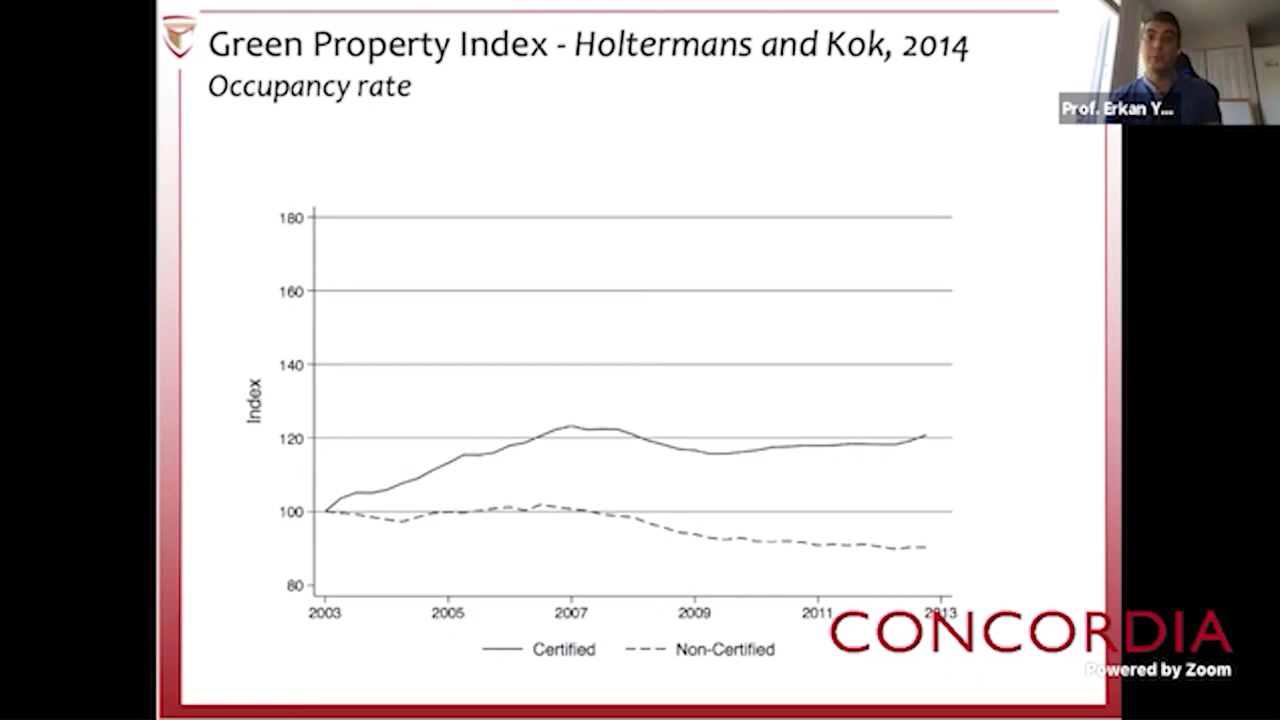 Green Property Index - Holtermans and Kok, 2014
Occupancy rate
Prof. Erkan Y...
180
160
140
120
100
80
Index
2003 2005 2007 2009 2011 2013
Certified Non-Certified
CONCORDIA
Powered by Zoom